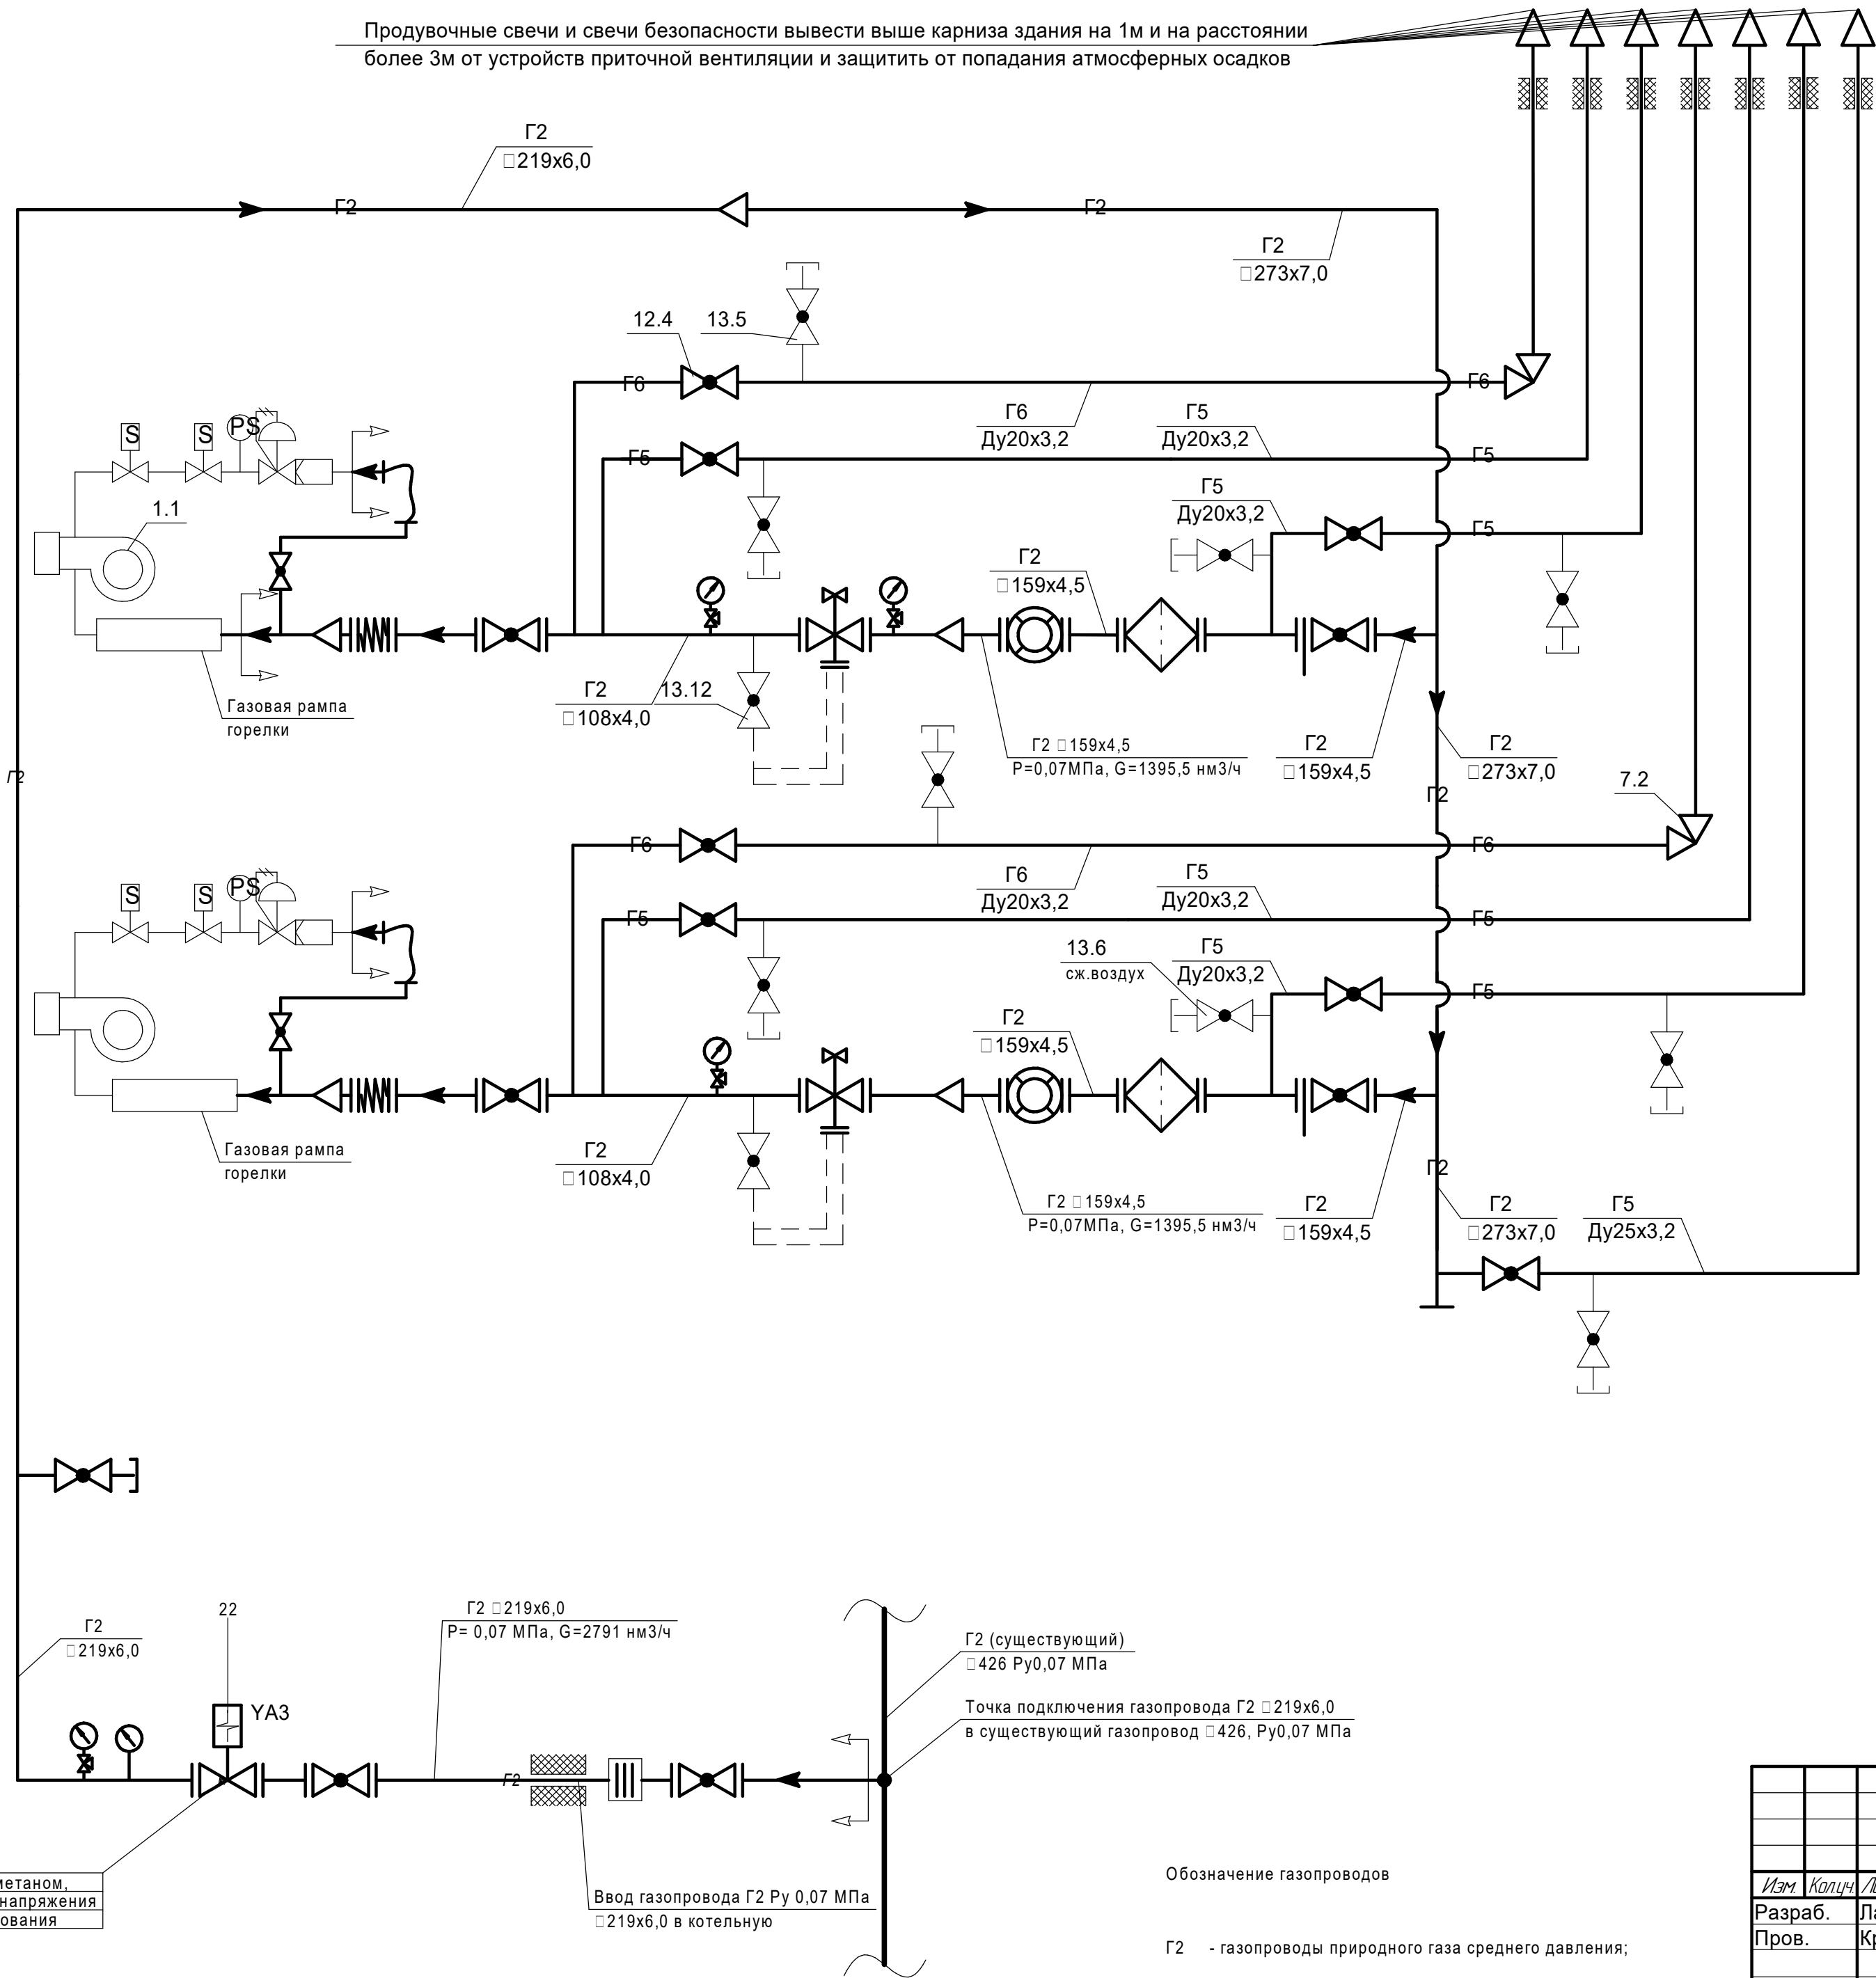 Продувочные свечи и свечи безопасности вывести выше карниза здания на 1м и на расстоянии
более 3м от устройств приточной вентиляции и защитить от попадания атмосферных осадков
Г2
□219х6,0
Г2
Г2
Г2
□273х7,0
12.4
13.5
Г6
Г6
Г6
Ду20х3,2
Г5
Ду20х3,2
S
S
PS
Г5
Г5
1.1
Г5
Ду20х3,2
Г5
Г2
□159х4,5
Г2
□108х4,0
13.12
Газовая рампа
горелки
Г2 □159х4,5
P=0,07МПа, G=1395,5 нм3/ч
Г2
□159х4,5
Г2
□273х7,0
Г2
7.2
Г2
Г6
Г6
Г6
Ду20х3,2
Г5
Ду20х3,2
S
S
PS
Г5
Г5
13.6
сж.воздух
Г5
Ду20х3,2
Г5
Г2
□159х4,5
Газовая рампа
горелки
Г2
□108х4,0
Г2 □159х4,5
P=0,07МПа, G=1395,5 нм3/ч
Г2
□159х4,5
Г2
Г2
□273х7,0
Г5
Ду25х3,2
Г2
□219х6,0
22
YA3
Г2 □219х6,0
P= 0,07 МПа, G=2791 нм3/ч
Г2 (существующий)
□426 Ру0,07 МПа
Точка подключения газопровода Г2 □219х6,0
в существующий газопровод □426, Ру0,07 МПа
Г2
Ввод газопровода Г2 Ру 0,07 МПа
□219х6,0 в котельную
метаном,
напряжения
ования
Обозначение газопроводов
Г2 - газопроводы природного газа среднего давления;
Изм. Кол.уч. Ли
Разраб. Ла
Пров. Кр